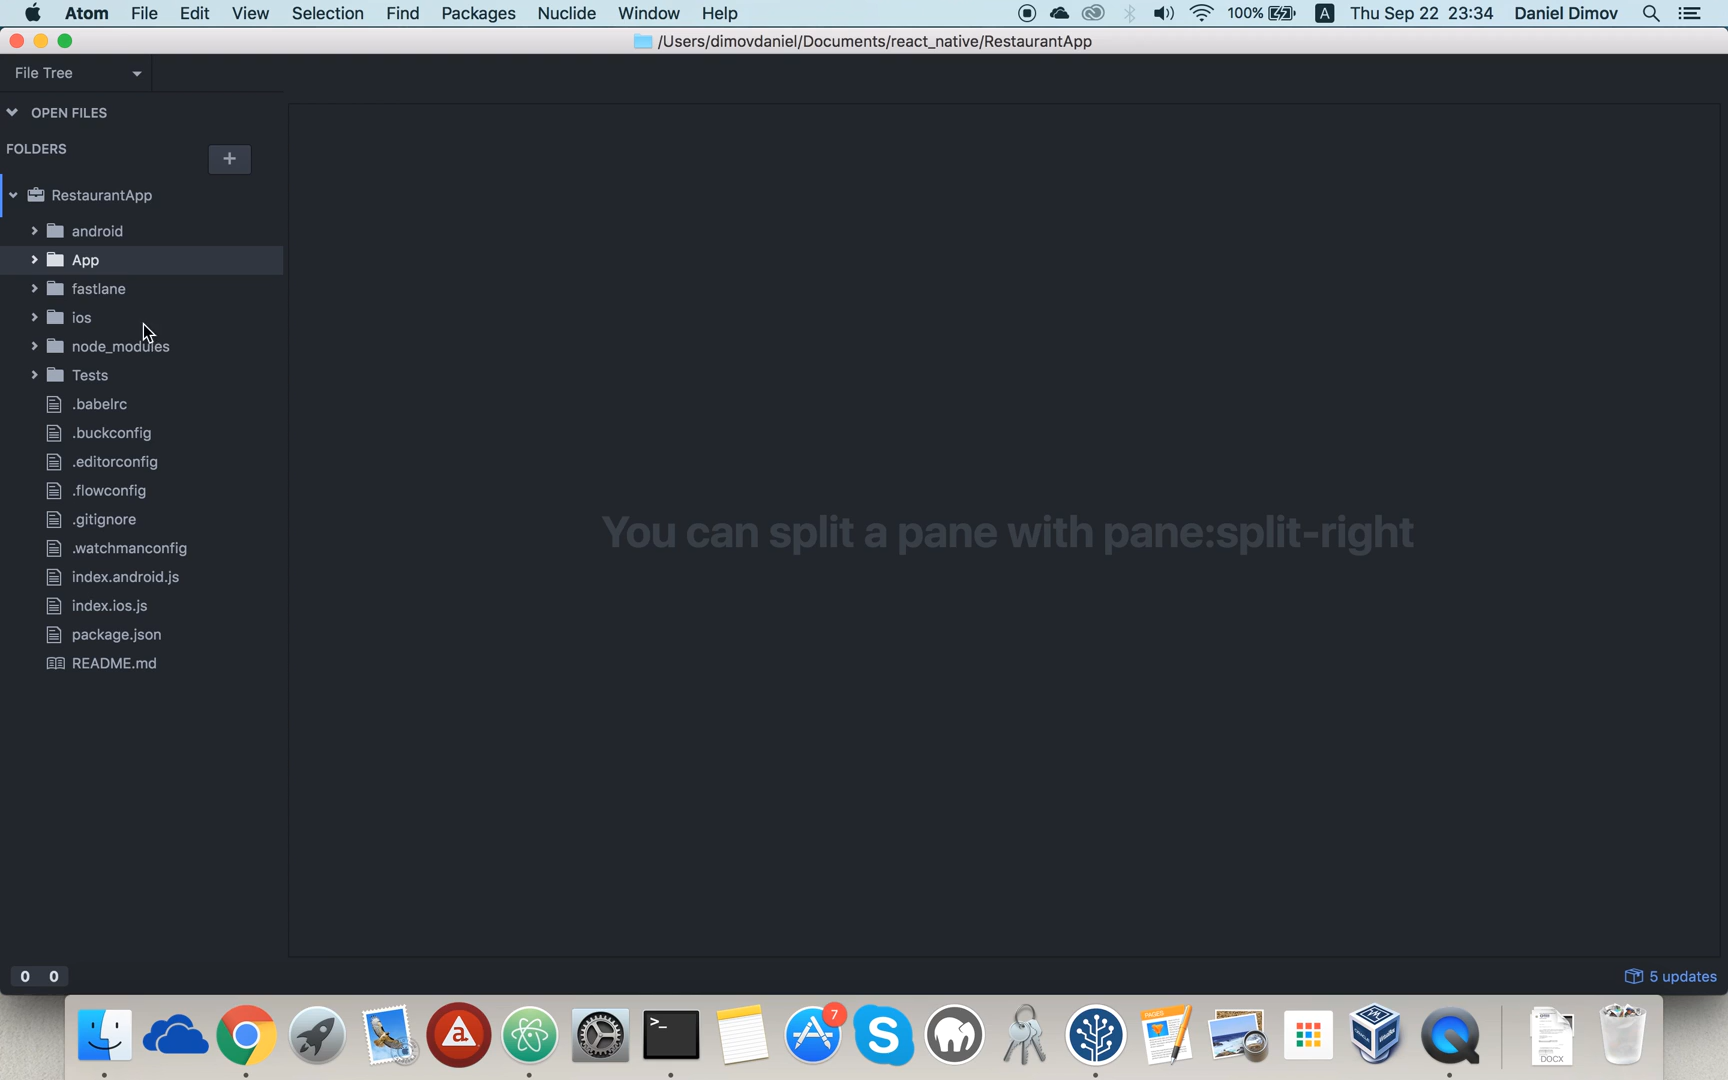 Atom File Edit View Selection Find Packages Nuclide Window Help 100% A Thu Sep 22 23:34 Daniel Dimov
/Users/dimovdaniel/Documents/react_native/RestaurantApp
File Tree
OPEN FILES
FOLDERS
+
RestaurantApp
android
App
fastlane
ios
node_modules
Tests
.babelrc
.buckconfig
.editorconfig
.flowconfig
.gitignore
.watchmanconfig
index.android.js
index.ios.js
package.json
README.md
You can split a pane with pane:split-right
0 0
5 updates
>_
7
PAGES
DOCX